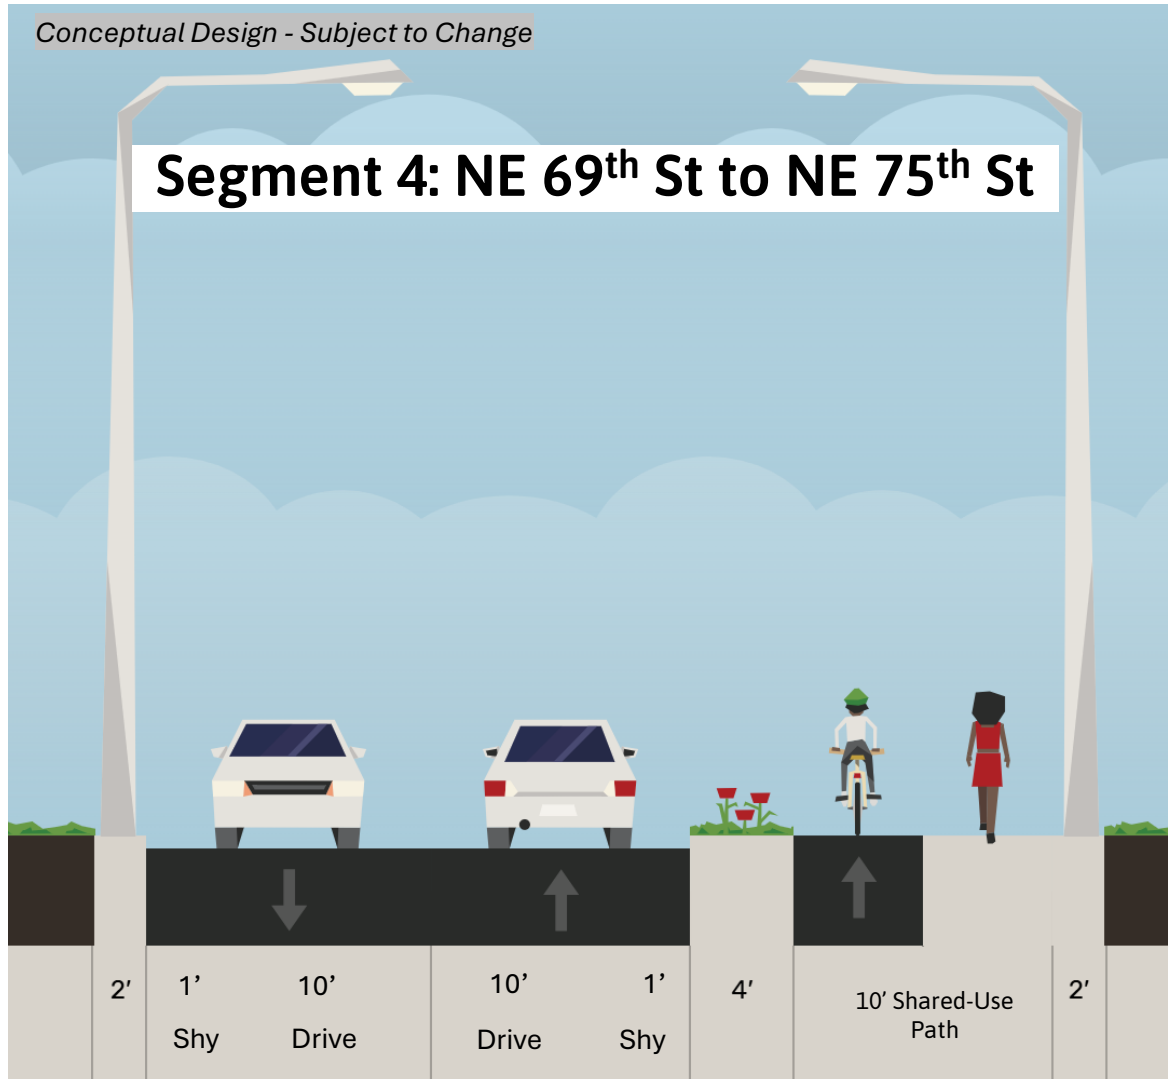 Conceptual Design - Subject to Change
Segment 4: NE 69th St to NE 75th St
2’ 1’ 10’ 10’ 1’ 4’ 10’ Shared-Use 2’
Shy Drive Drive Shy Path